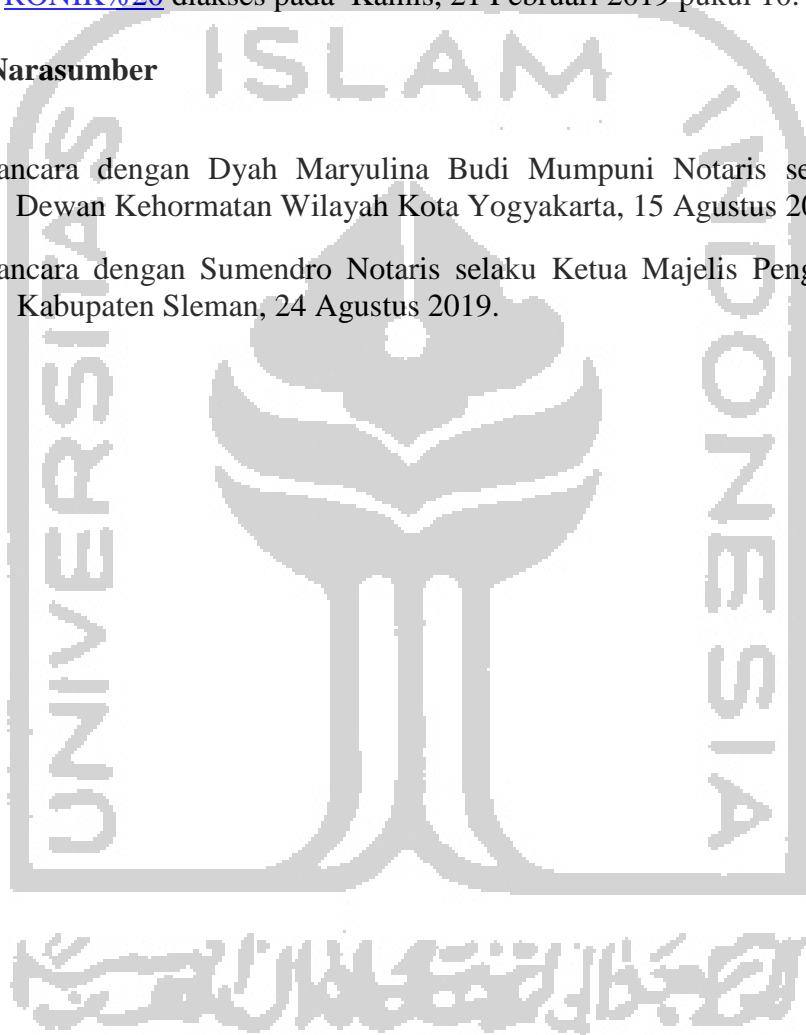 RONIK%20 diakses pada Kamis, 21 Februari 2019 pukul 10.
Narasumber
ISLAM
ancara dengan Dyah Maryulina Budi Mumpuni Notaris se
Dewan Kehormatan Wilayah Kota Yogyakarta, 15 Agustus 20
ancara dengan Sumendro Notaris selaku Ketua Majelis Peng
Kabupaten Sleman, 24 Agustus 2019.
UNIVERSITAS
INDONESIA